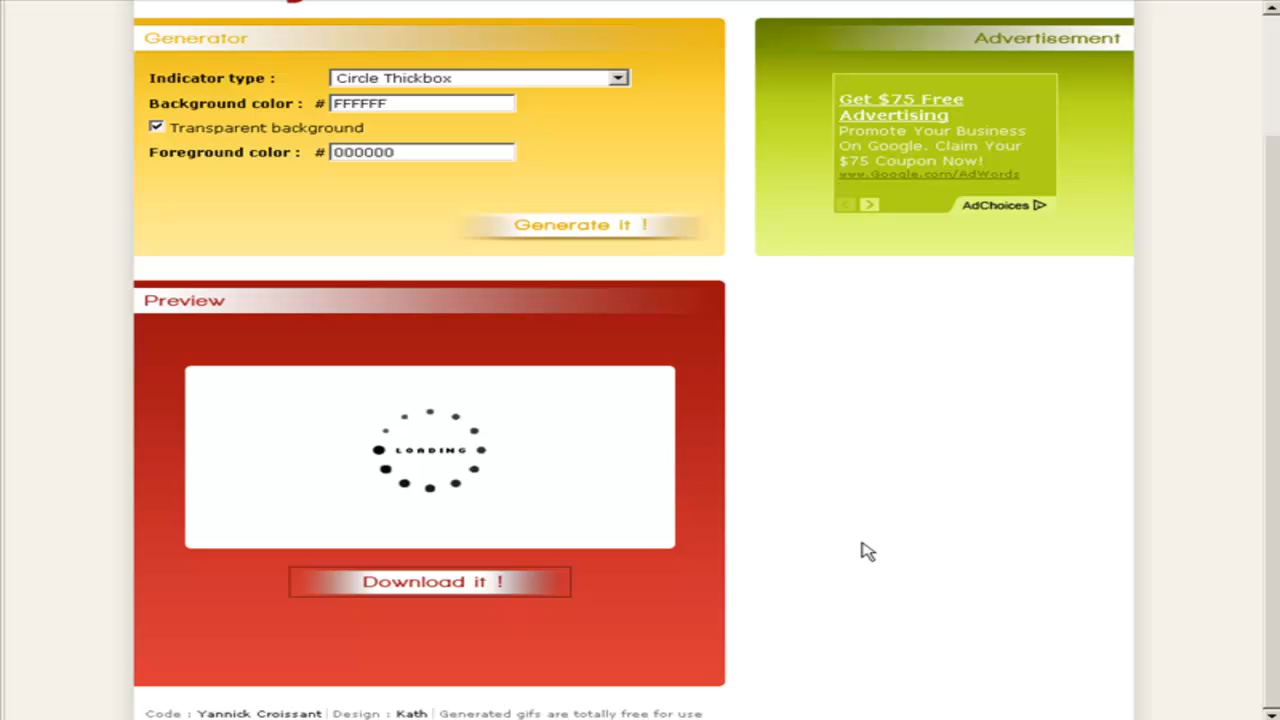 Generator
Indicator type :
Circle Thickbox
Background color : # FFFFFF
Transparent background
Foreground color : # 000000
Generate it !
Advertisement
Get $75 Free
Advertising
Promote Your Business
On Google. Claim Your
$75 Coupon Now!
www.Google.com/AdWords
AdChoices
Preview
LOADING
Download it !
Code : Yannick Croissant | Design : Kath | Generated gifs are totally free for use